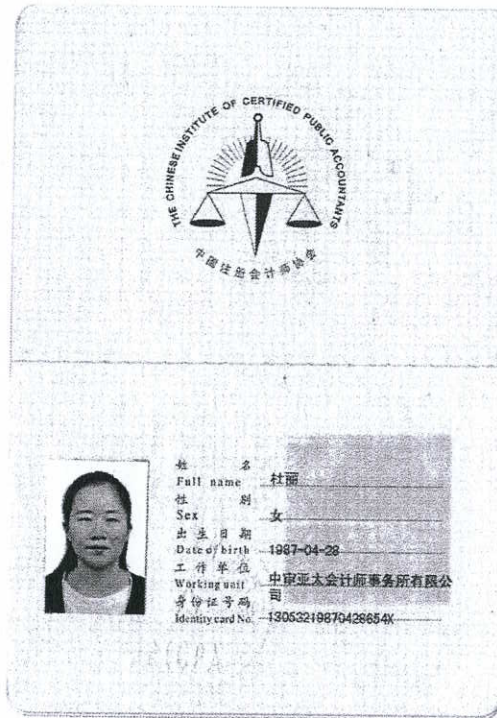 THE CHINESE INSTITUTE OF CERTIFIED PUBLIC ACCOUNTANTS
中国注册会计师协会
姓 名
Full name 杜丽
性 别
Sex 女
出生日期
Date of birth 1987-04-28
工作单位
Working unit 中审亚太会计师事务所有限公
司
身份证号码
Identity card No. 13053219870428654X